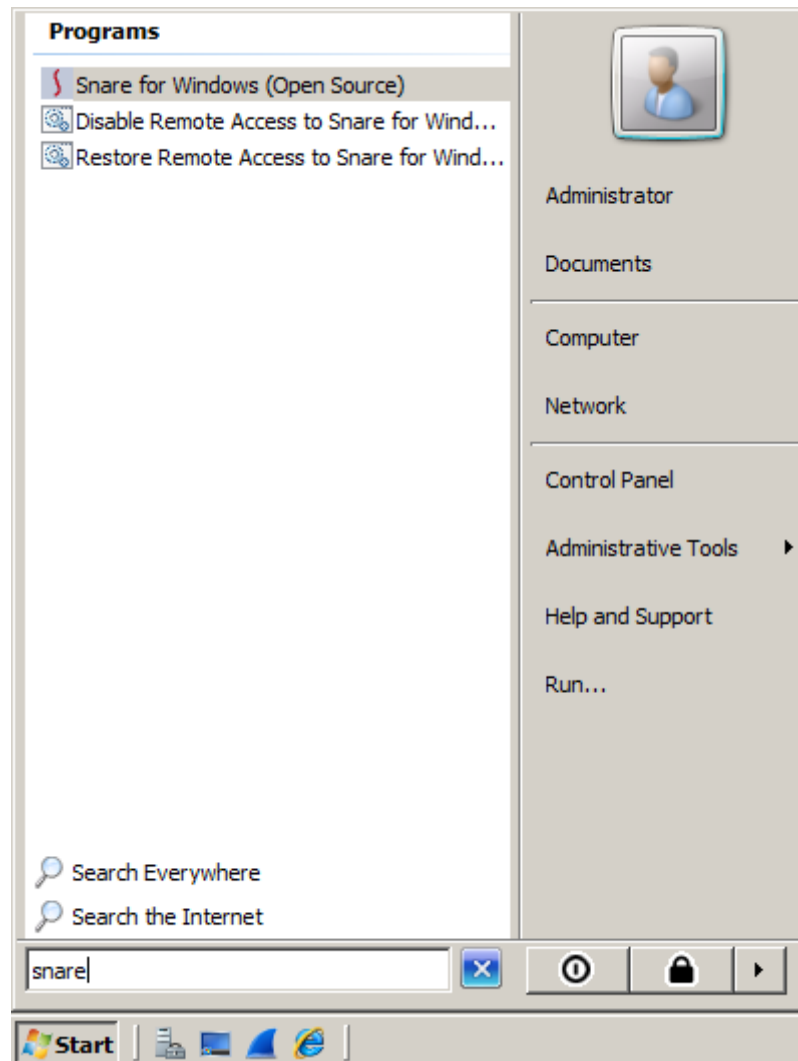 Programs
Snare for Windows (Open Source)
Disable Remote Access to Snare for Wind...
Restore Remote Access to Snare for Wind...
Search Everywhere
Search the Internet
snare
Administrator
Documents
Computer
Network
Control Panel
Administrative Tools
Help and Support
Run...
Start